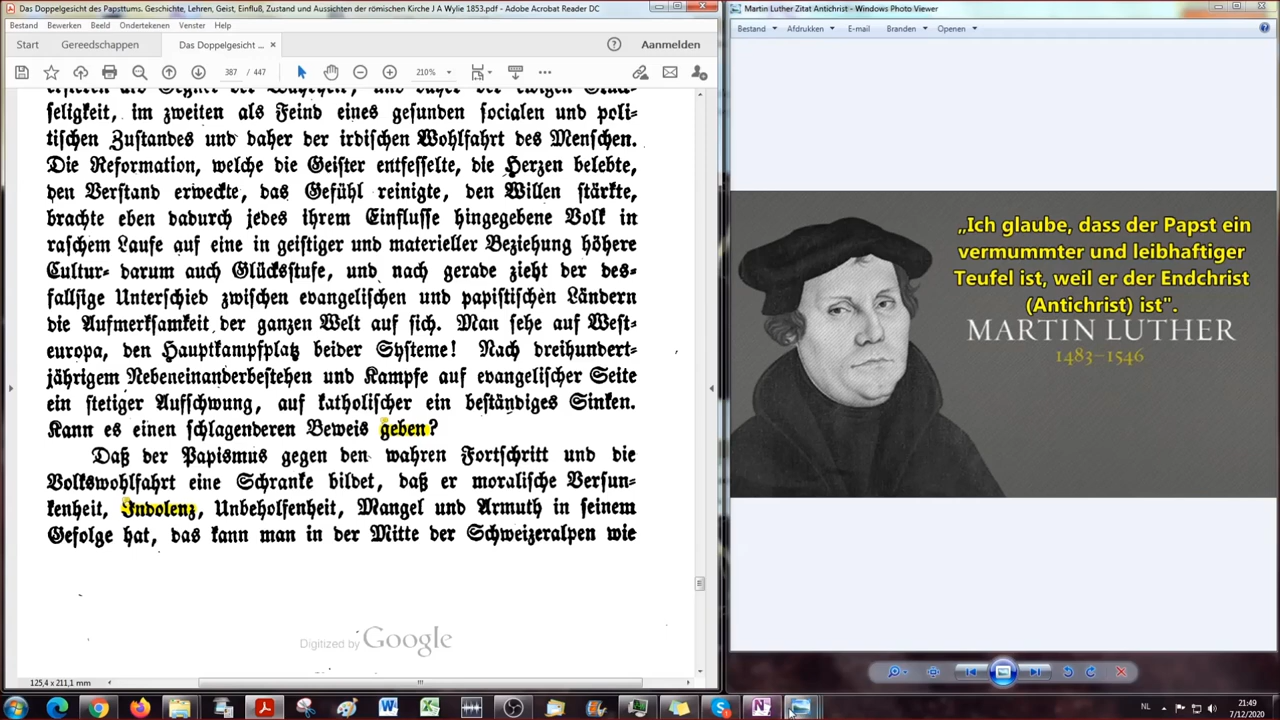 Das Doppelgesicht des Papsttums. Geschichte, Lehren, Geist, Einfluß, Zustand und Aussichten der römischen Kirche J A Wylie 1853.pdf - Adobe Acrobat Reader DC
Bestand Bewerken Beeld Ondertekenen Venster Help
Start Gereedschappen Das Doppelgesicht ... × Anmelden
387 / 447 210%
seligkeit, im zweiten als Feind eines gesunden socialen und poli-
tischen Zustandes und daher der irdischen Wohlfahrt des Menschen.
Die Reformation, welche die Geister entfesselte, die Herzen belebte,
den Verstand erweckte, das Gefühl reinigte, den Willen stärkte,
brachte eben dadurch jedes ihrem Einflusse hingegebene Volk in
raschem Laufe auf eine in geistiger und materieller Beziehung höhere
Cultur- darum auch Glücksstufe, und nach gerade zieht der des-
fallsige Unterschied zwischen evangelischen und papistischen Ländern
die Aufmerksamkeit der ganzen Welt auf sich. Man sehe auf West-
europa, den Hauptkampfplatz beider Systeme! Nach dreihundert-
jährigem Nebeneinanderbestehen und Kampfe auf evangelischer Seite
ein stetiger Aufschwung, auf katholischer ein beständiges Sinken.
Kann es einen schlagenderen Beweis geben?
Daß der Papismus gegen den wahren Fortschritt und die
Volkswohlfahrt eine Schranke bildet, daß er moralische Versun-
kenheit, Indolenz, Unbeholfenheit, Mangel und Armuth in seinem
Gefolge hat, das kann man in der Mitte der Schweizeralpen wie
Digitized by Google
125,4 x 211,1 mm
Martin Luther Zitat Antichrist - Windows Photo Viewer
Bestand Afdrukken E-mail Branden Openen
„Ich glaube, dass der Papst ein
vermummter und leibhaftiger
Teufel ist, weil er der Endchrist
(Antichrist) ist".
MARTIN LUTHER
1483–1546
NL
21:49
7/12/2020